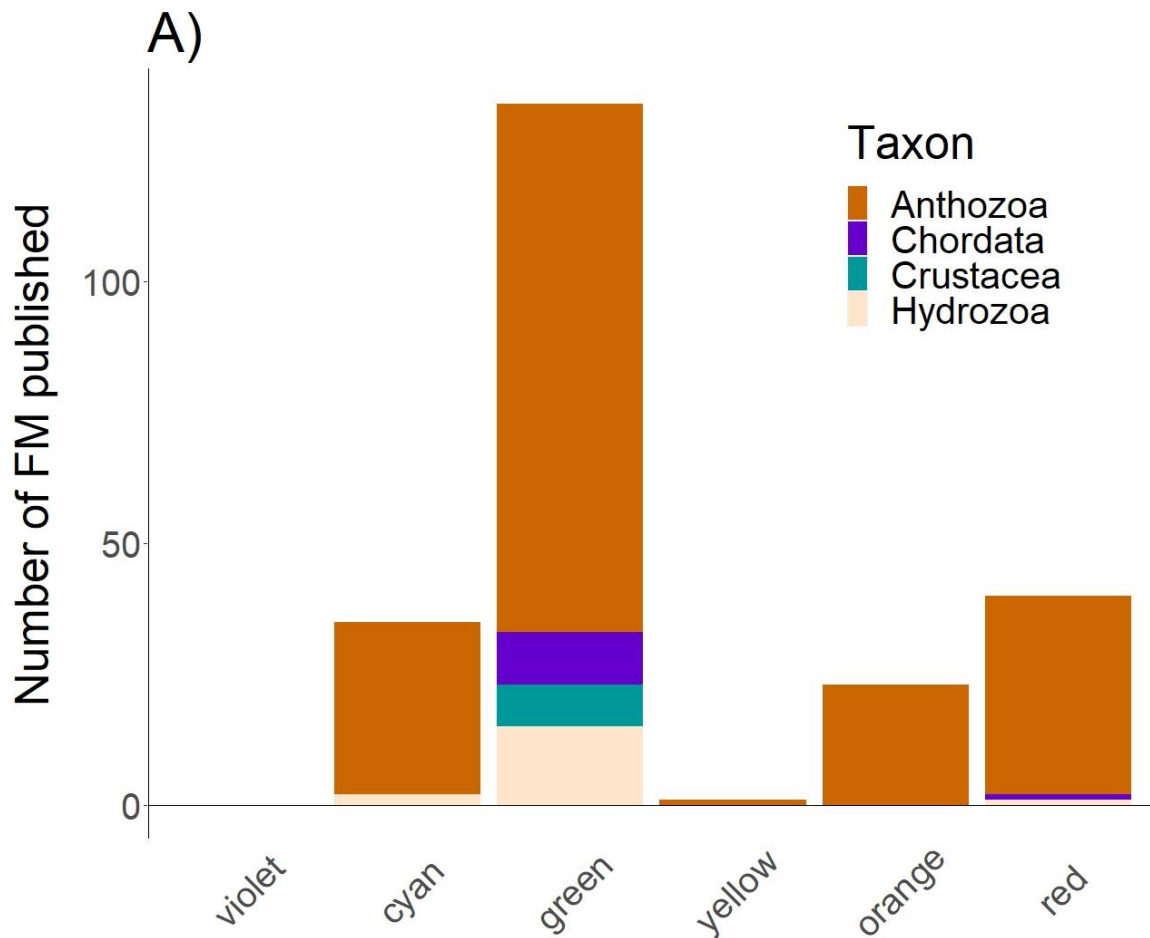 A)
Number of FM published
100
50
0
Taxon
Anthozoa
Chordata
Crustacea
Hydrozoa
violet
cyan
green
yellow
orange
red